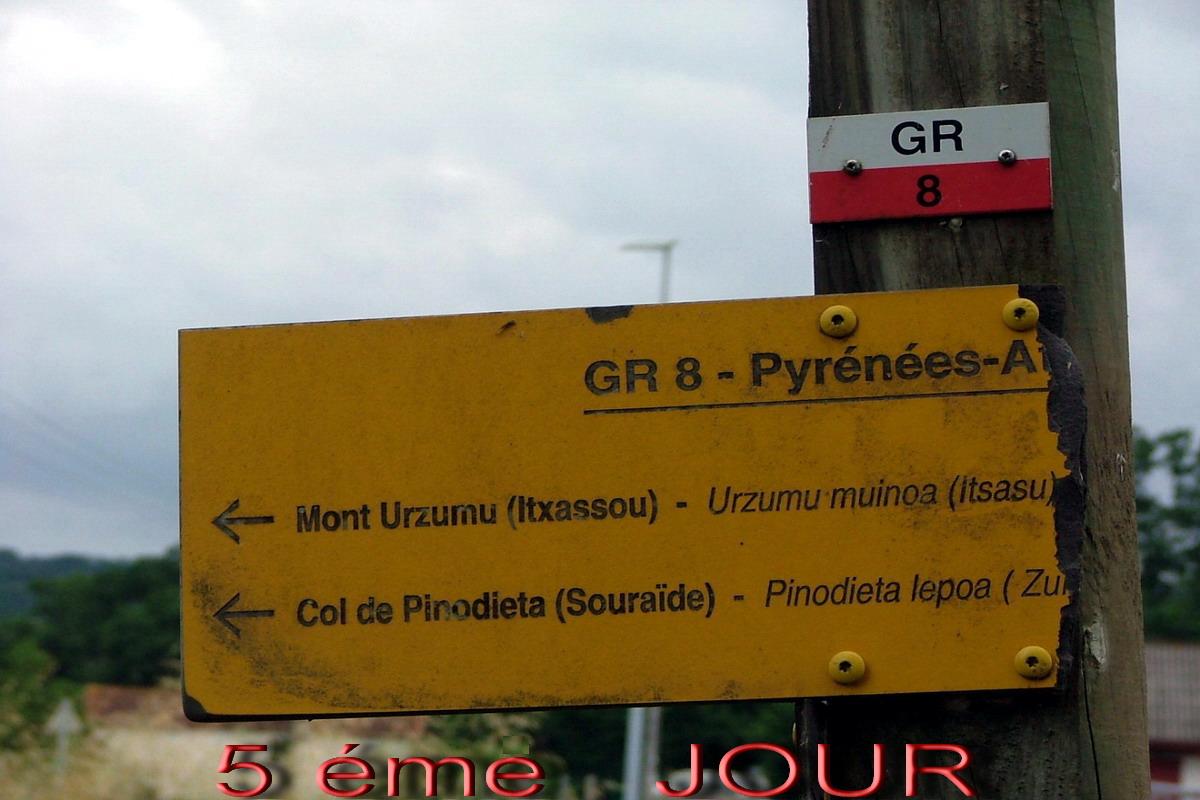 GR
8
GR 8 - Pyrénées-A
Mont Urzumu (Itxassou) - Urzumu muinoa (Itsasu)
Col de Pinodieta (Souraïde) - Pinodieta lepoa ( Zu
5 éme JOUR